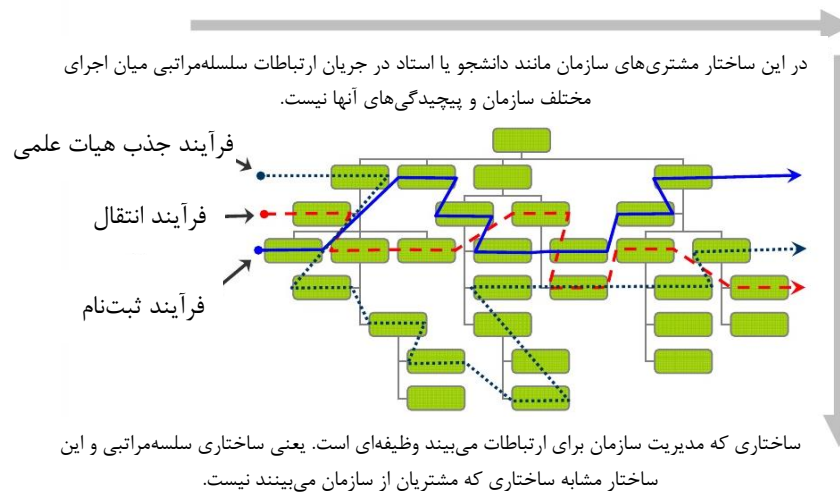 در این ساختار مشتری‌های سازمان مانند دانشجو یا استاد در جریان ارتباطات سلسله‌مراتبی میان اجرای
مختلف سازمان و پیچیدگی‌های آنها نیست.
فرآیند جذب هیات علمی
فرآیند انتقال
فرآیند ثبت‌نام
ساختاری که مدیریت سازمان برای ارتباطات می‌بیند وظیفه‌ای است. یعنی ساختاری سلسه‌مراتبی و این
ساختار مشابه ساختاری که مشتریان از سازمان می‌بینند نیست.